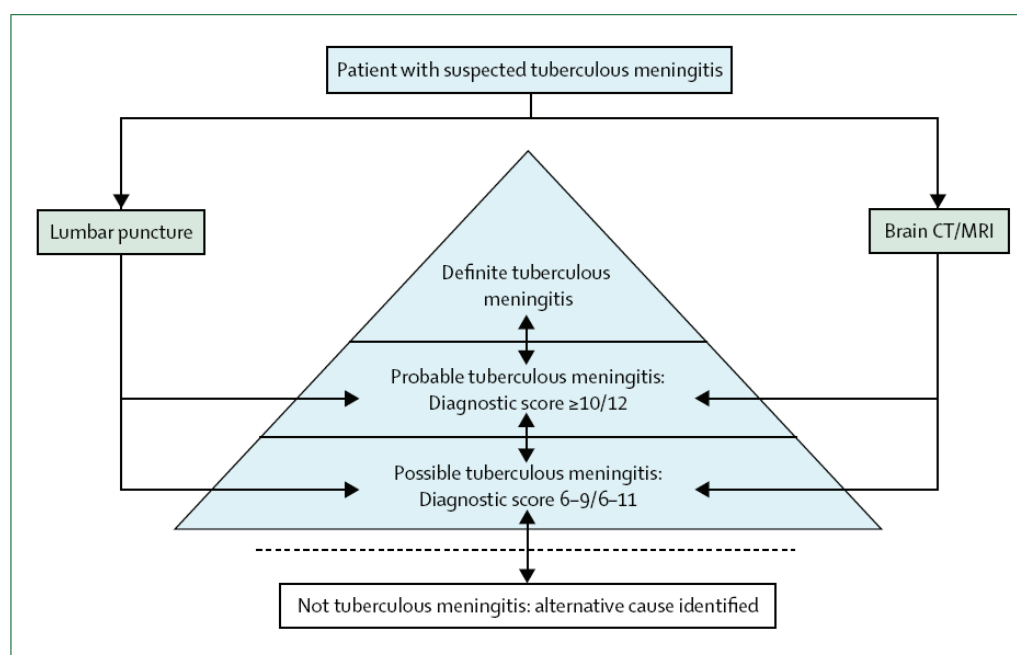 Patient with suspected tuberculous meningitis
Lumbar puncture
Brain CT/MRI
Definite tuberculous
meningitis
Probable tuberculous meningitis:
Diagnostic score ≥10/12
Possible tuberculous meningitis:
Diagnostic score 6–9/6–11
Not tuberculous meningitis: alternative cause identified